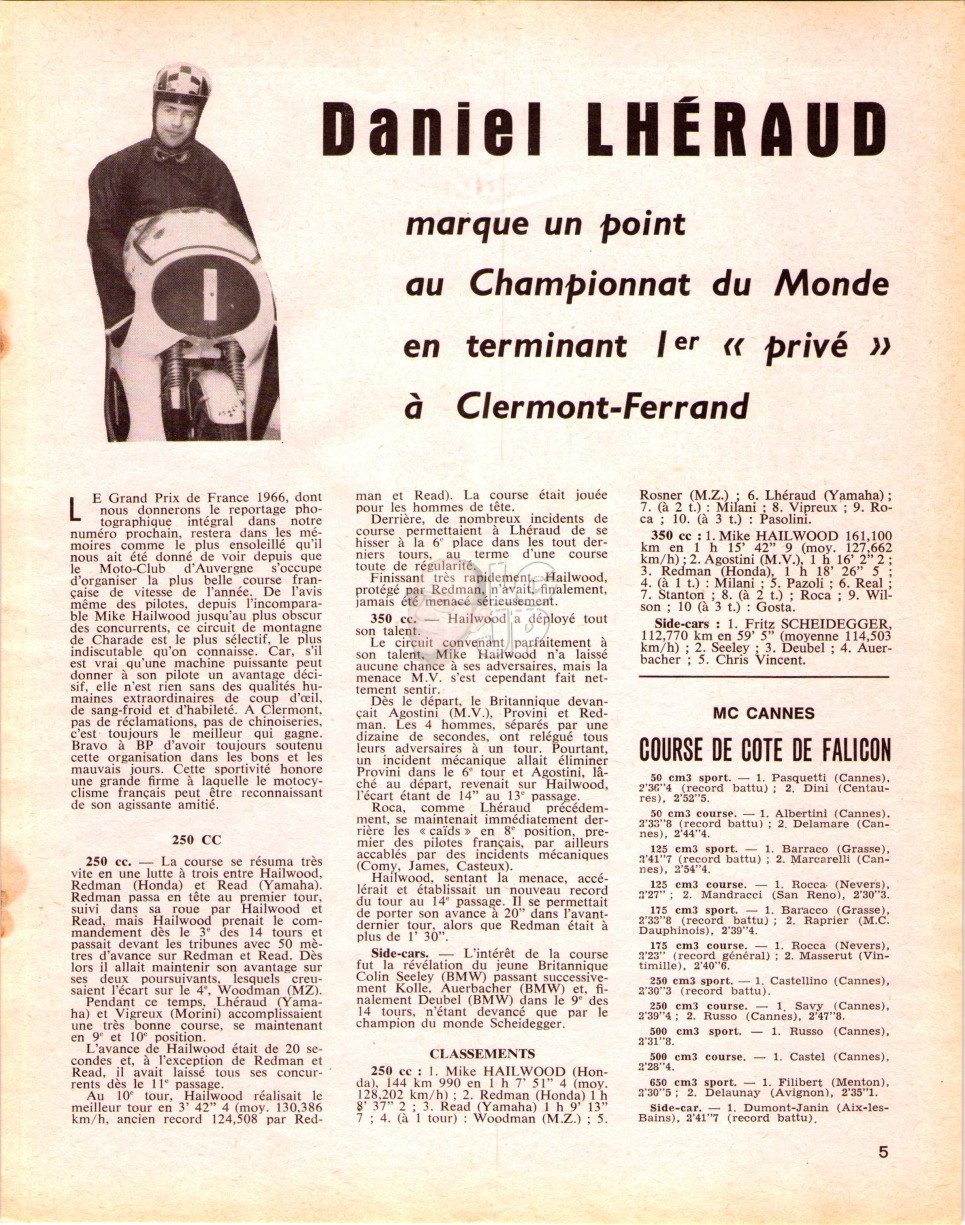 Daniel LHÉRAUD
marque un point
au Championnat du Monde
en terminant 1er « privé »
à Clermont-Ferrand
LE Grand Prix de France 1966, dont
nous donnerons le reportage pho-
tographique intégral dans notre
numéro prochain, restera dans les mé-
moires comme le plus ensoleillé qu'il
nous ait été donné de voir depuis que
le Moto-Club d'Auvergne s'occupe
d'organiser la plus belle course fran-
çaise de vitesse de l'année. De l'avis
même des pilotes, depuis l'incompara-
ble Mike Hailwood jusqu'au plus obscur
des concurrents, ce circuit de montagne
de Charade est le plus sélectif, le plus
indiscutable qu'on connaisse. Car, s'il
est vrai qu'une machine puissante peut
donner à son pilote un avantage déci-
sif, elle n'est rien sans des qualités hu-
maines extraordinaires de coup d'œil,
de sang-froid et d'habileté. A Clermont,
pas de réclamations, pas de chinoiseries,
c'est toujours le meilleur qui gagne.
Bravo à BP d'avoir toujours soutenu
cette organisation dans les bons et les
mauvais jours. Cette sportivité honore
une grande firme à laquelle le motocy-
clisme français peut être reconnaissant
de son agissante amitié.
250 CC
250 cc. — La course se résuma très
vite en une lutte à trois entre Hailwood,
Redman (Honda) et Read (Yamaha).
Redman passa en tête au premier tour,
suivi dans sa roue par Hailwood et
Read, mais Hailwood prenait le com-
mandement dès le 3e des 14 tours et
passait devant les tribunes avec 50 mè-
tres d'avance sur Redman et Read. Dès
lors il allait maintenir son avantage sur
ses deux poursuivants, lesquels creu-
saient l'écart sur le 4e, Woodman (MZ).
Pendant ce temps, Lhéraud (Yama-
ha) et Vigreux (Morini) accomplissaient
une très bonne course, se maintenant
en 9e et 10e position.
L'avance de Hailwood était de 20 se-
condes et, à l'exception de Redman et
Read, il avait laissé tous ses concur-
rents dès le 11e passage.
Au 10e tour, Hailwood réalisait le
meilleur tour en 3' 42" 4 (moy. 130,386
km/h, ancien record 124,508 par Red-
man et Read). La course était jouée
pour les hommes de tête.
Derrière, de nombreux incidents de
course permettaient à Lhéraud de se
hisser à la 6e place dans les tout der-
niers tours, au terme d'une course
toute de régularité.
Finissant très rapidement, Hailwood,
protégé par Redman, n'avait, finalement,
jamais été menacé sérieusement.
350 cc. — Hailwood a déployé tout
son talent.
Le circuit convenant parfaitement à
son talent, Mike Hailwood n'a laissé
aucune chance à ses adversaires, mais la
menace M.V. s'est cependant fait net-
tement sentir.
Dès le départ, le Britannique devan-
çait Agostini (M.V.), Provini et Red-
man. Les 4 hommes, séparés par une
dizaine de secondes, ont relégué tous
leurs adversaires à un tour. Pourtant,
un incident mécanique allait éliminer
Provini dans le 6e tour et Agostini, lâ-
ché au départ, revenait sur Hailwood,
l'écart étant de 14" au 13e passage.
Roca, comme Lhéraud précédem-
ment, se maintenait immédiatement der-
rière les « caïds » en 8e position, pre-
mier des pilotes français, par ailleurs
accablés par des incidents mécaniques
(Comy, James, Casteux).
Hailwood, sentant la menace, accé-
lérait et établissait un nouveau record
du tour au 14e passage. Il se permettait
de porter son avance à 20" dans l'avant-
dernier tour, alors que Redman était à
plus de 1' 30".
Side-cars. — L'intérêt de la course
fut la révélation du jeune Britannique
Colin Seeley (BMW) passant successive-
ment Kolle, Auerbacher (BMW) et, fi-
nalement Deubel (BMW) dans le 9e des
14 tours, n'étant devancé que par le
champion du monde Scheidegger.
CLASSEMENTS
250 cc : 1. Mike HAILWOOD (Hon-
da), 144 km 990 en 1 h 7' 51" 4 (moy.
128,202 km/h) ; 2. Redman (Honda) 1 h
8' 37" 2 ; 3. Read (Yamaha) 1 h 9' 13"
7 ; 4. (à 1 tour) : Woodman (M.Z.) ; 5.
Rosner (M.Z.) ; 6. Lhéraud (Yamaha) ;
7. (à 2 t.) : Milani ; 8. Vipreux ; 9. Ro-
ca ; 10. (à 3 t.) : Pasolini.
350 cc : 1. Mike HAILWOOD 161,100
km en 1 h 15' 42" 9 (moy. 127,662
km/h) ; 2. Agostini (M.V.), 1 h 16' 2" 2 ;
3. Redman (Honda), 1 h 18' 26" 5 ;
4. (à 1 t.) : Milani ; 5. Pazoli ; 6. Real ;
7. Stanton ; 8. (à 2 t.) ; Roca ; 9. Wil-
son ; 10 (à 3 t.) : Gosta.
Side-cars : 1. Fritz SCHEIDEGGER,
112,770 km en 59' 5" (moyenne 114,503
km/h) ; 2. Seeley ; 3. Deubel ; 4. Auer-
bacher ; 5. Chris Vincent.
MC CANNES
COURSE DE COTE DE FALICON
50 cm3 sport. — 1. Pasquetti (Cannes),
2'36"4 (record battu) ; 2. Dini (Centau-
res), 2'52"5.
50 cm3 course. — 1. Albertini (Cannes),
2'33"8 (record battu) ; 2. Delamare (Can-
nes), 2'44"4.
125 cm3 sport. — 1. Barraco (Grasse),
2'41"7 (record battu) ; 2. Marcarelli (Can-
nes), 2'54"4.
125 cm3 course. — 1. Rocca (Nevers),
2'27" ; 2. Mandracci (San Reno), 2'30"3.
175 cm3 sport. — 1. Baracco (Grasse),
2'33"8 (record battu) ; 2. Raprier (M.C.
Dauphinois), 2'39"4.
175 cm3 course. — 1. Rocca (Nevers),
2'23" (record général) ; 2. Masserut (Vin-
timille), 2'40"6.
250 cm3 sport. — 1. Castellino (Cannes),
2'30"3 (record battu).
250 cm3 course. — 1. Savy (Cannes),
2'39"4 ; 2. Russo (Cannes), 2'47"8.
500 cm3 sport. — 1. Russo (Cannes),
2'31"8.
500 cm3 course. — 1. Castel (Cannes),
2'28"4.
650 cm3 sport. — 1. Filibert (Menton),
2'30"5 ; 2. Delaunay (Avignon), 2'35"1.
Side-car. — 1. Dumont-Janin (Aix-les-
Bains), 2'41"7 (record battu).
5